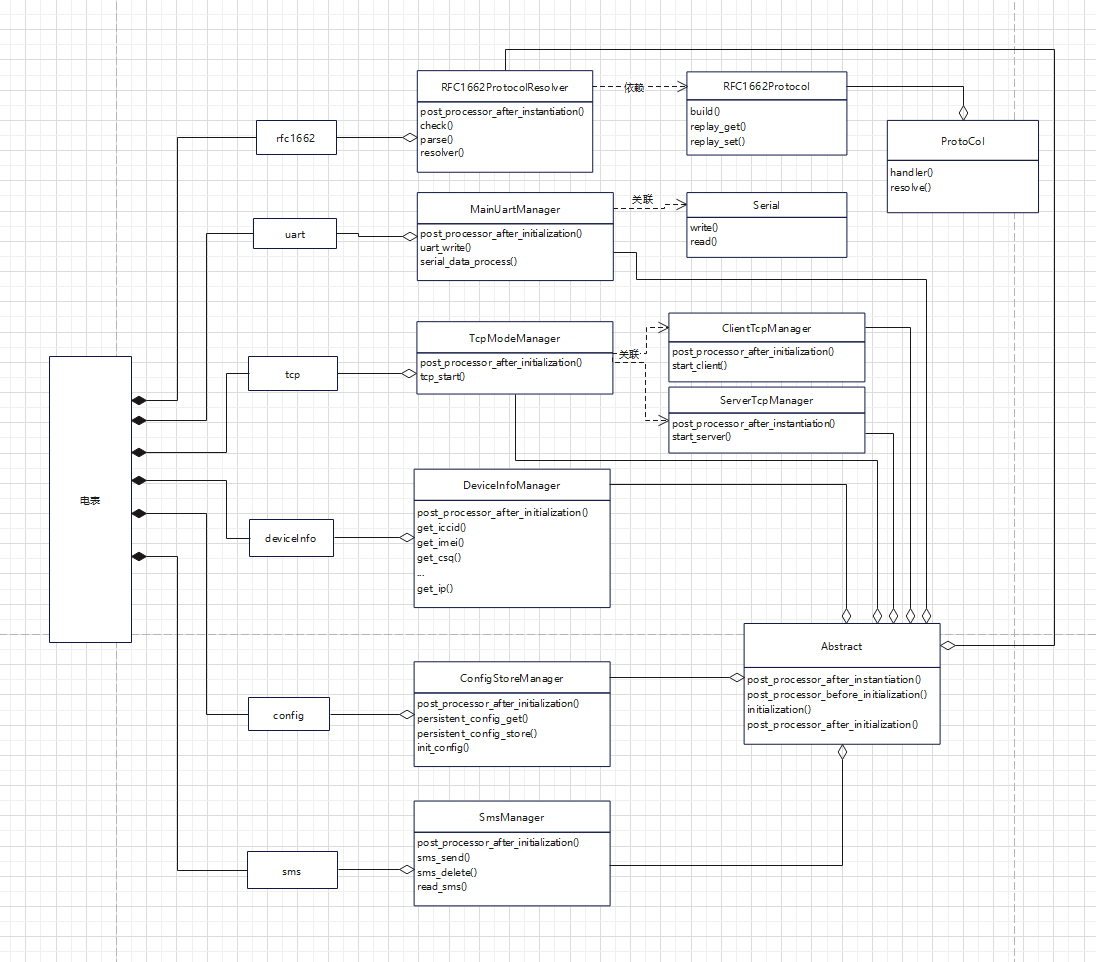 RFC1662ProtocolResolver
post_processor_after_instantiation()
check()
parse()
resolver()
依赖
RFC1662Protocol
build()
replay_get()
replay_set()
ProtoCol
handler()
resolve()
rfc1662
MainUartManager
post_processor_after_initialization()
uart_write()
serial_data_process()
关联
Serial
write()
read()
uart
TcpModeManager
post_processor_after_initialization()
tcp_start()
关联
ClientTcpManager
post_processor_after_initialization()
start_client()
ServerTcpManager
post_processor_after_instantiation()
start_server()
tcp
电表
DeviceInfoManager
post_processor_after_initialization()
get_iccid()
get_imei()
get_csq()
...
get_ip()
deviceInfo
Abstract
post_processor_after_instantiation()
post_processor_before_initialization()
initialization()
post_processor_after_initialization()
ConfigStoreManager
post_processor_after_initialization()
persistent_config_get()
persistent_config_store()
init_config()
config
SmsManager
post_processor_after_initialization()
sms_send()
sms_delete()
read_sms()
sms